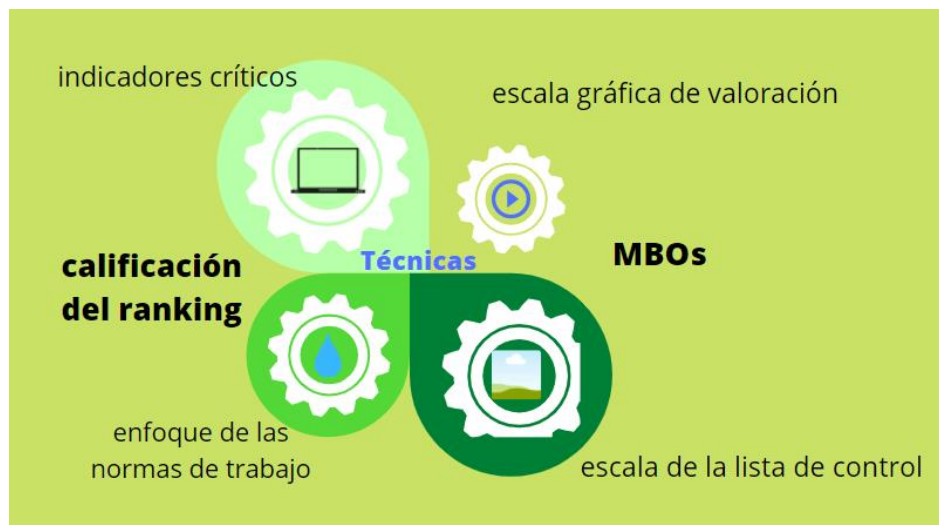 indicadores críticos
escala gráfica de valoración
Técnicas
MBOs
calificación
del ranking
enfoque de las
normas de trabajo
escala de la lista de control